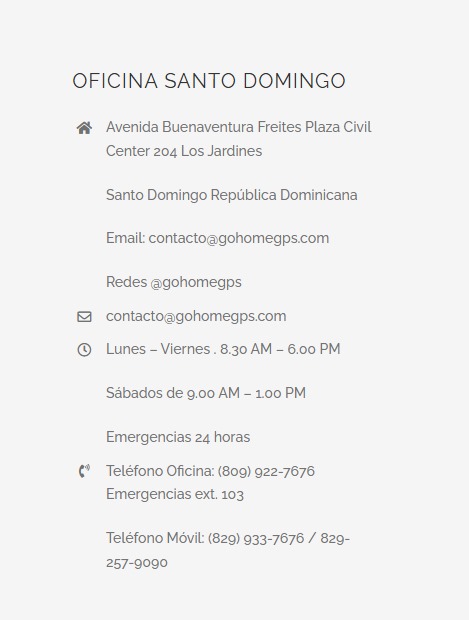 OFICINA SANTO DOMINGO
Avenida Buenaventura Freites Plaza Civil
Center 204 Los Jardines
Santo Domingo República Dominicana
Email: contacto@gohomegps.com
Redes @gohomegps
contacto@gohomegps.com
Lunes – Viernes . 8.30 AM – 6.00 PM
Sábados de 9.00 AM – 1.00 PM
Emergencias 24 horas
Teléfono Oficina: (809) 922-7676
Emergencias ext. 103
Teléfono Móvil: (829) 933-7676 / 829-
257-9090